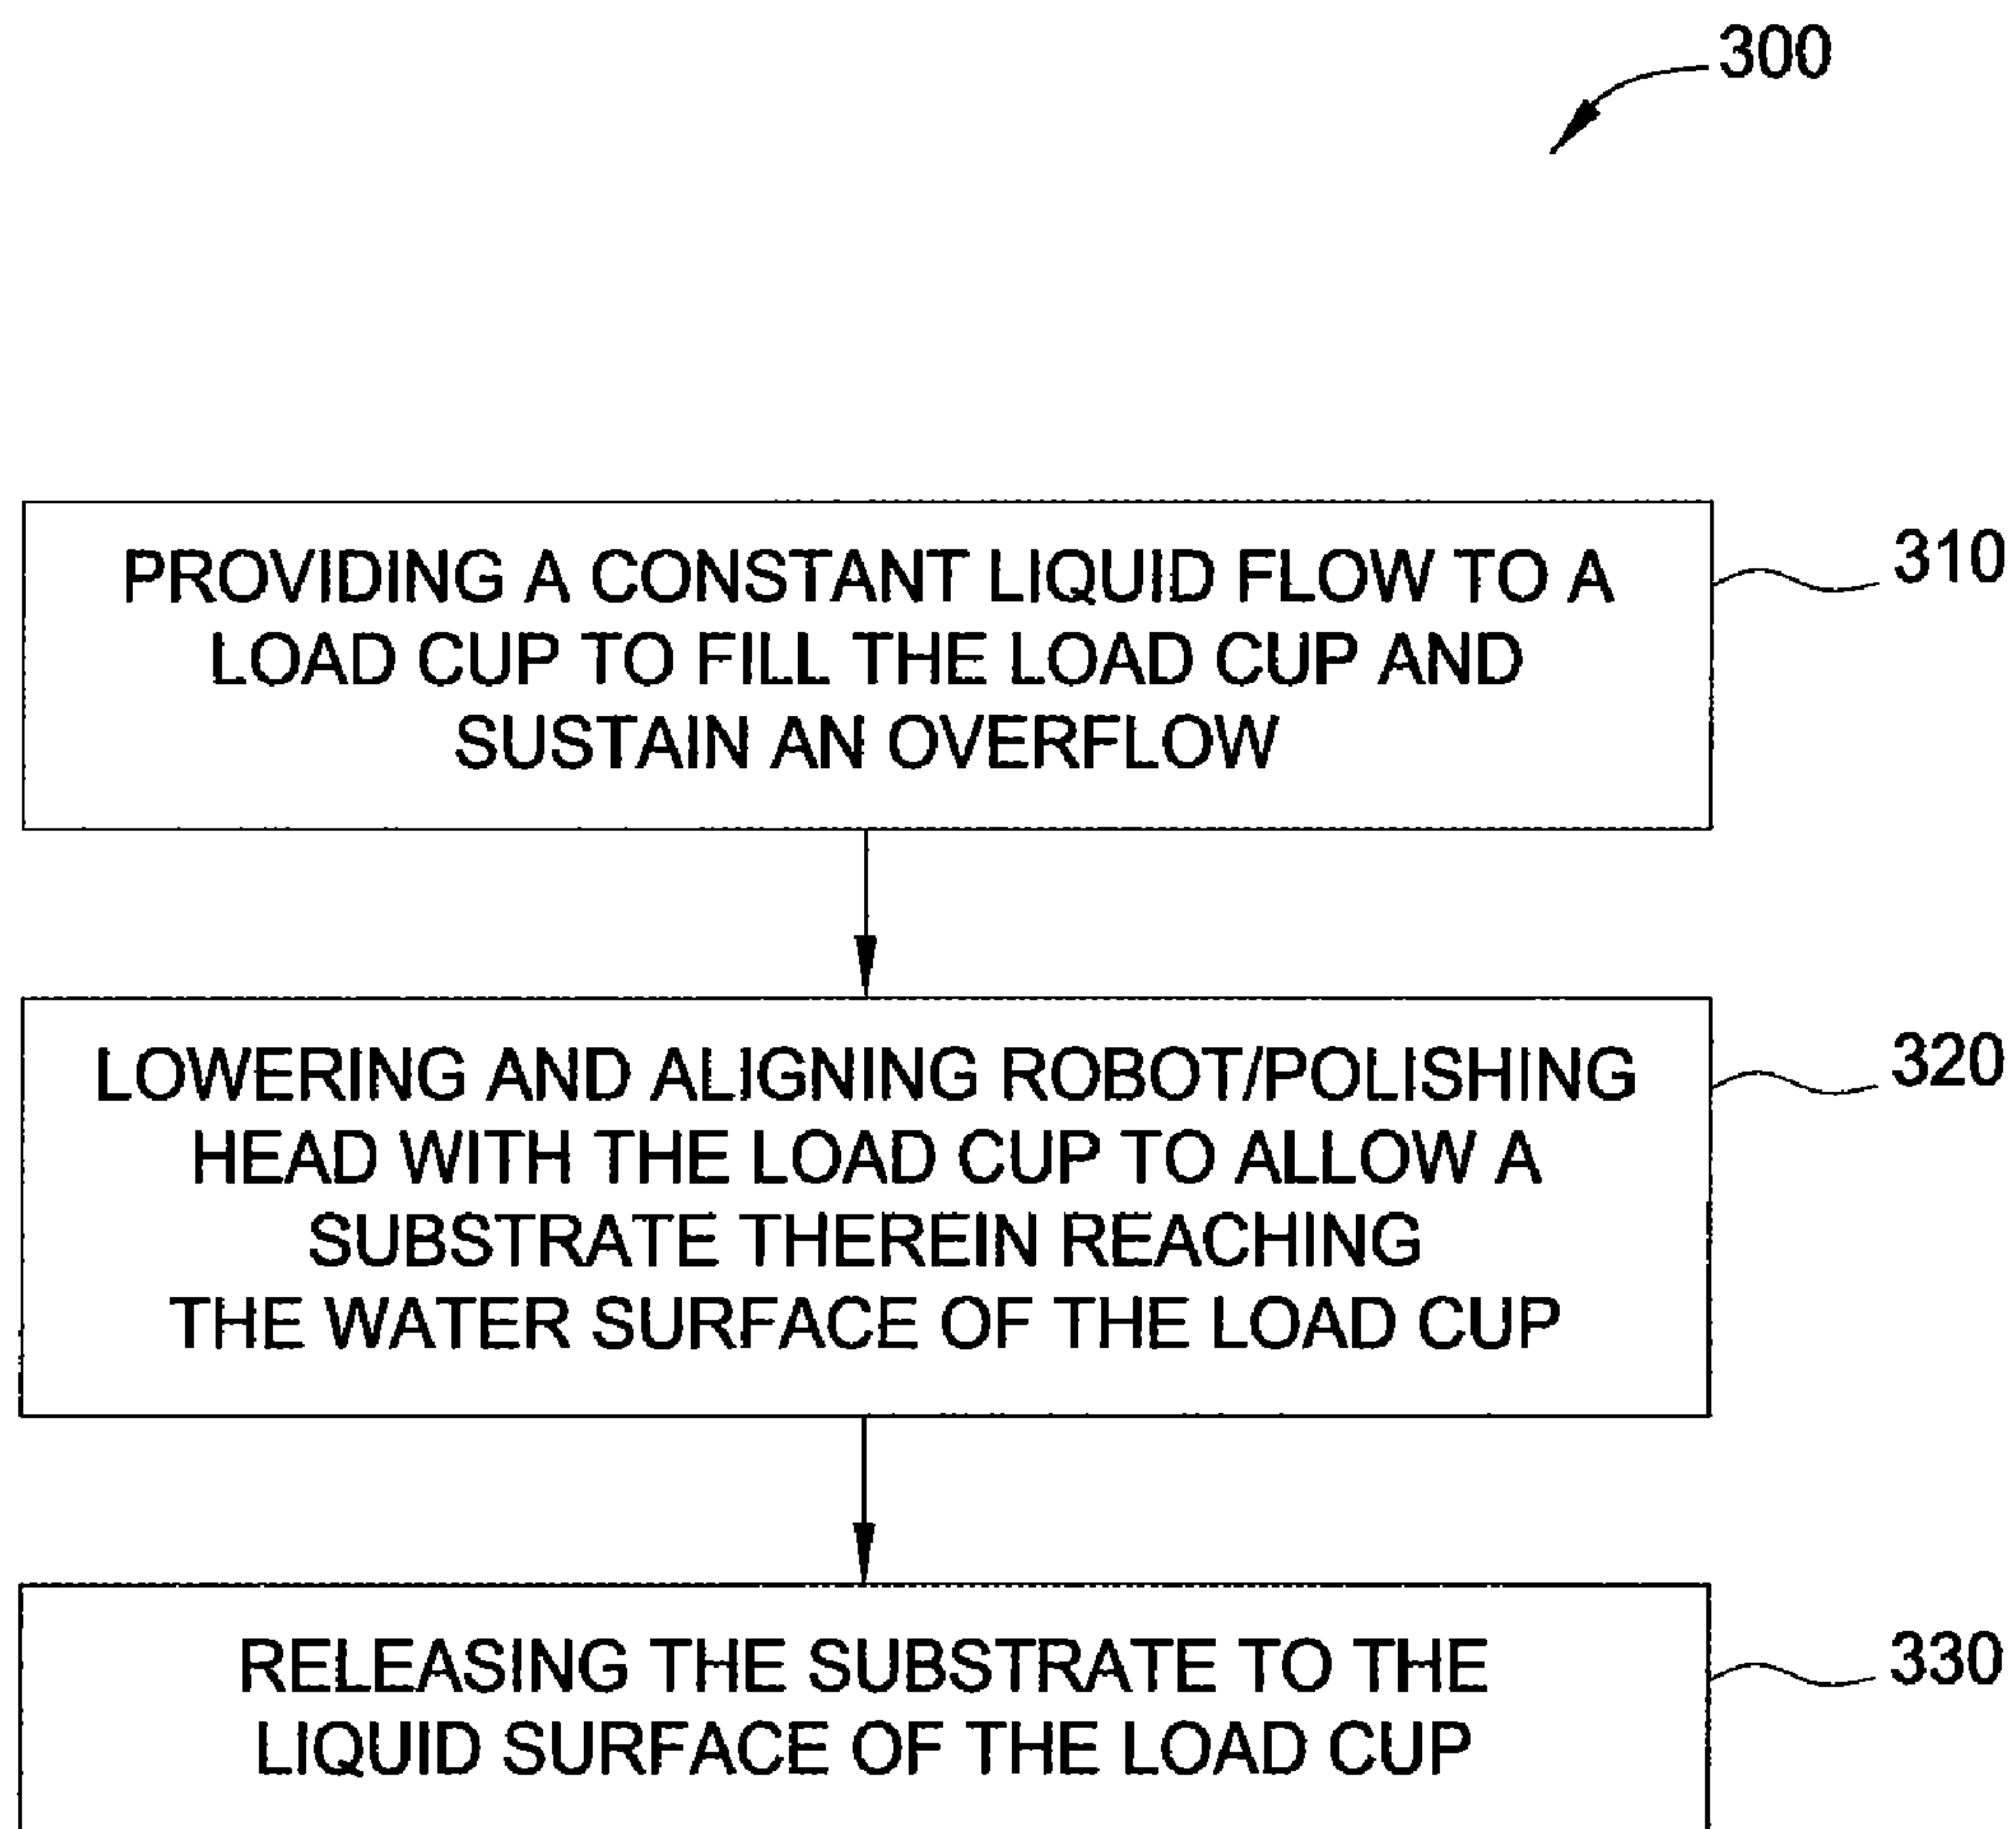 300
PROVIDING A CONSTANT LIQUID FLOW TO A
LOAD CUP TO FILL THE LOAD CUP AND
SUSTAIN AN OVERFLOW
310
LOWERING AND ALIGNING ROBOT/POLISHING
HEAD WITH THE LOAD CUP TO ALLOW A
SUBSTRATE THEREIN REACHING
THE WATER SURFACE OF THE LOAD CUP
320
RELEASING THE SUBSTRATE TO THE
LIQUID SURFACE OF THE LOAD CUP
330